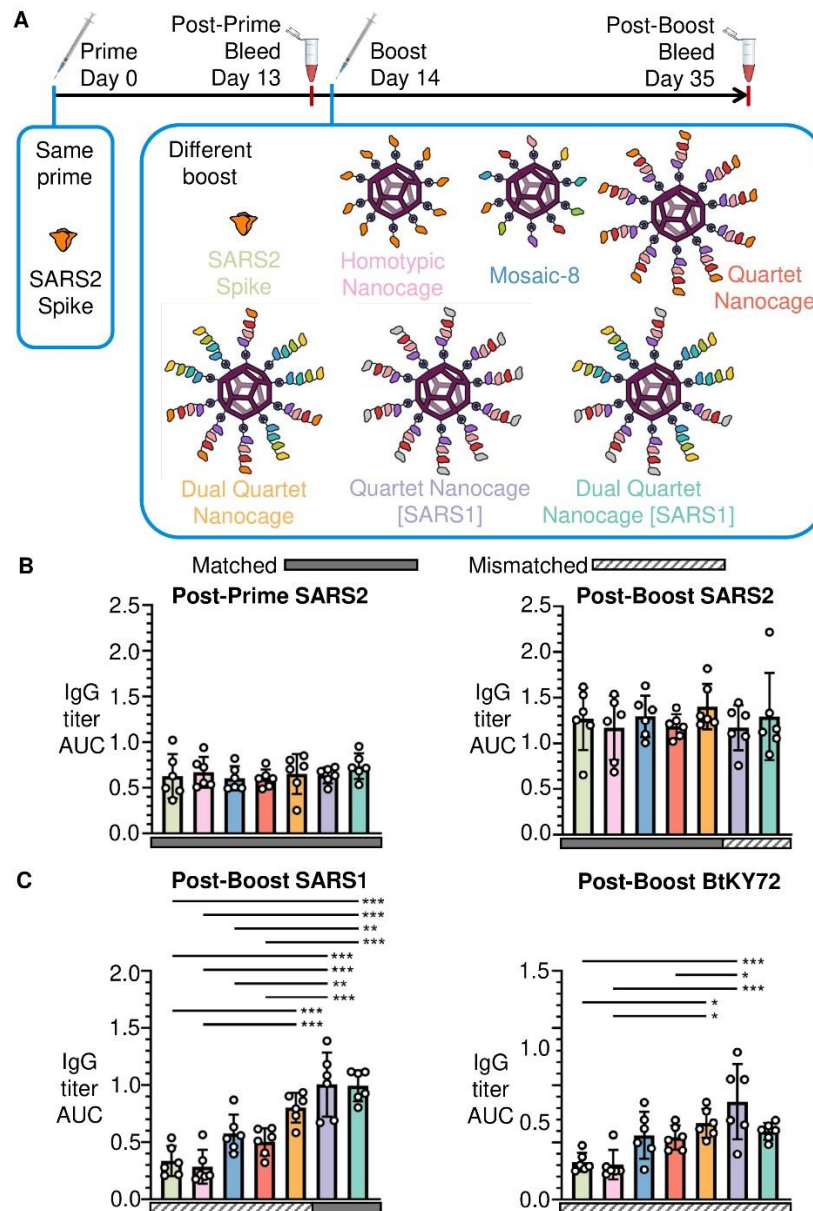 A
Prime
Day 0
Post-Prime
Bleed
Day 13
Boost
Day 14
Post-Boost
Bleed
Day 35
Same
prime
SARS2
Spike
Different
boost
SARS2
Spike
Homotypic
Nanocage
Mosaic-8
Quartet
Nanocage
Dual Quartet
Nanocage
Quartet Nanocage
[SARS1]
Dual Quartet
Nanocage [SARS1]
B
Matched
Mismatched
Post-Prime SARS2
2.5
2.0
1.5
IgG
titer
AUC
1.0
0.5
0.0
Post-Boost SARS2
2.5
2.0
1.5
IgG
titer
AUC
1.0
0.5
0.0
C
Post-Boost SARS1
***
***
**
***
***
***
**
***
***
***
2.0
1.5
IgG
titer
AUC
1.0
0.5
0.0
Post-Boost BtKY72
***
*
***
*
*
1.5
1.0
IgG
titer
AUC
0.5
0.0